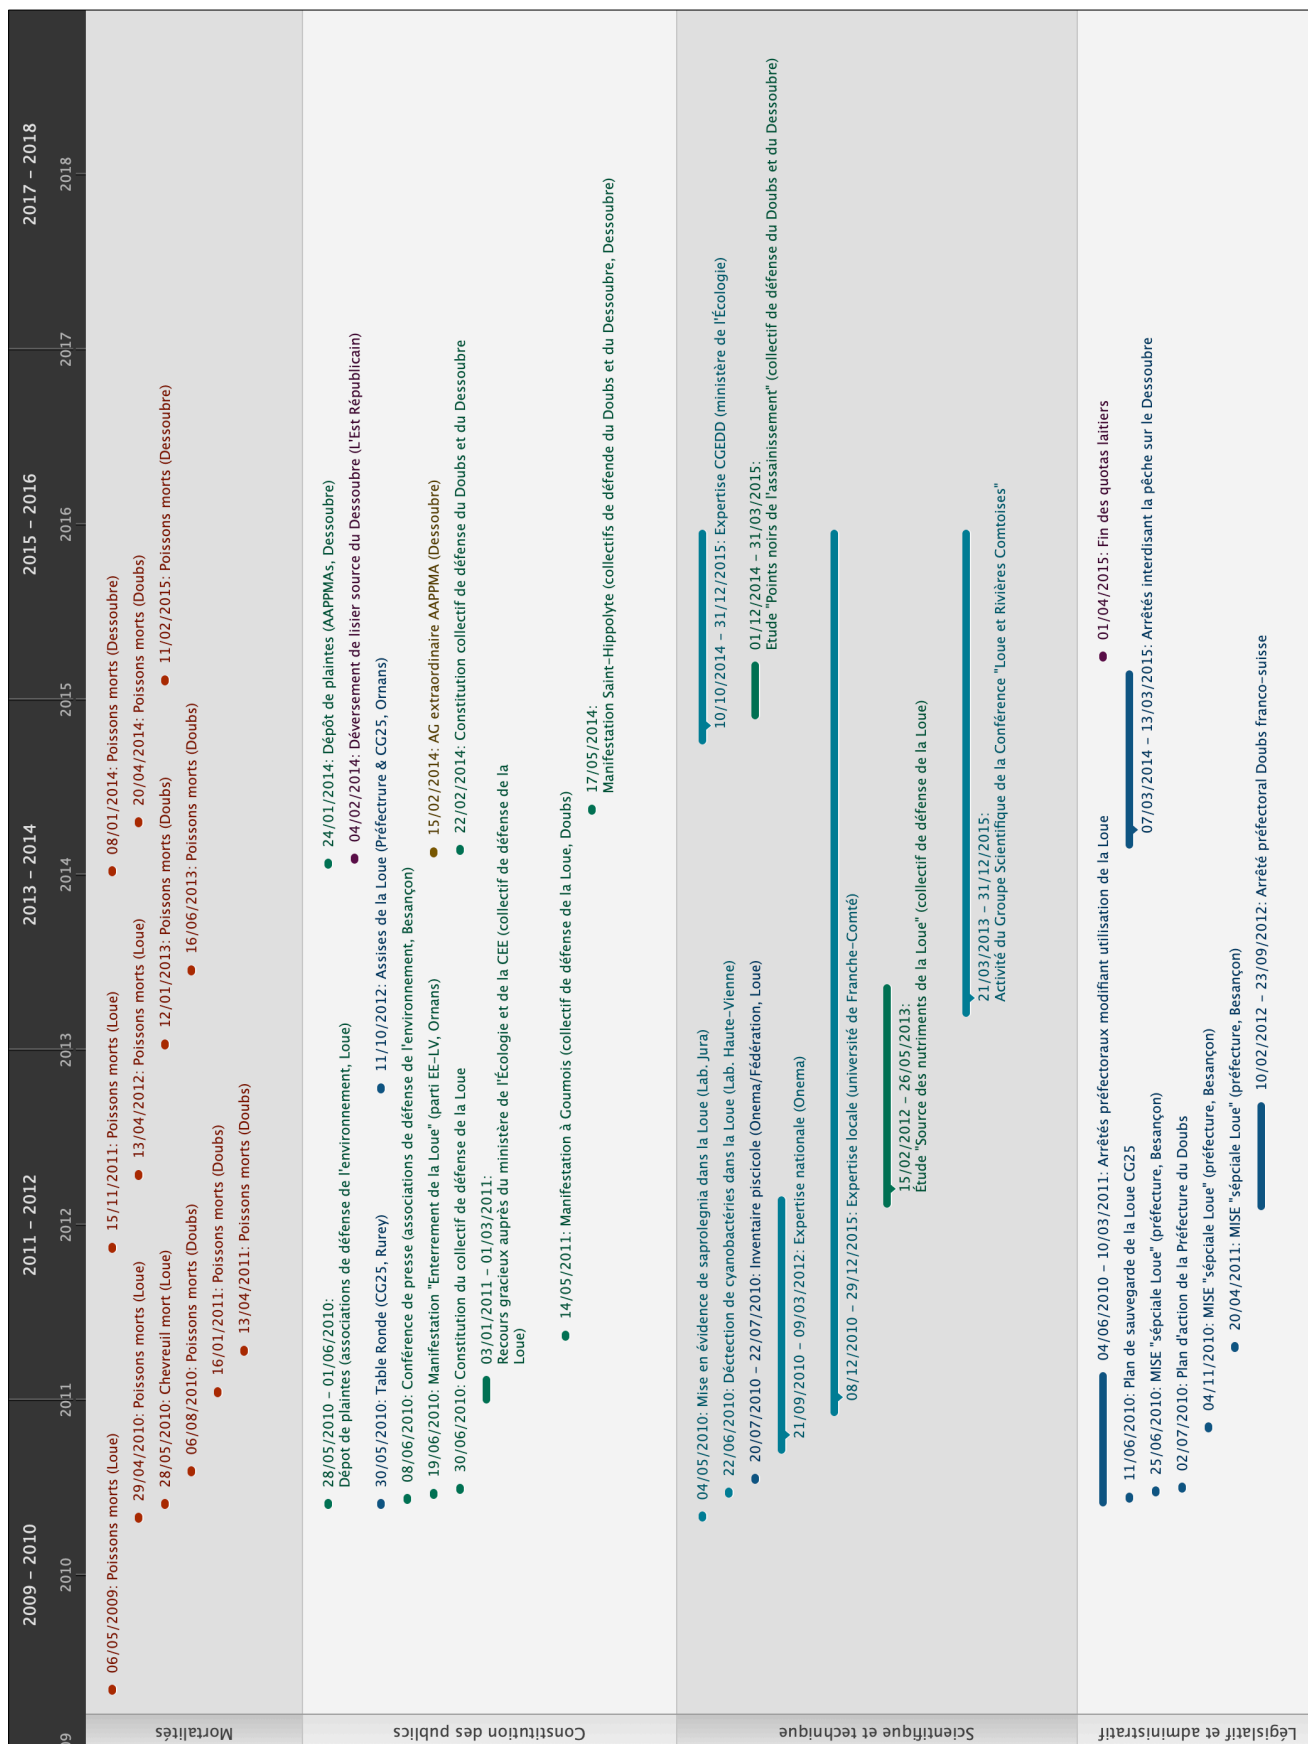 2009 – 2010
2011 – 2012
2013 – 2014
2015 – 2016
2017 – 2018
9
2010
2011
2012
2013
2014
2015
2016
2017
2018
Mortalités
06/05/2009: Poissons morts (Loue)
15/11/2011: Poissons morts (Loue)
08/01/2014: Poissons morts (Dessoubre)
29/04/2010: Poissons morts (Loue)
13/04/2012: Poissons morts (Loue)
20/04/2014: Poissons morts (Doubs)
28/05/2010: Chevreuil mort (Loue)
12/01/2013: Poissons morts (Doubs)
11/02/2015: Poissons morts (Dessoubre)
06/08/2010: Poissons morts (Doubs)
16/06/2013: Poissons morts (Doubs)
16/01/2011: Poissons morts (Doubs)
13/04/2011: Poissons morts (Doubs)
Constitution des publics
28/05/2010 – 01/06/2010:
Dépot de plaintes (associations de défense de l'environnement, Loue)
24/01/2014: Dépôt de plaintes (AAPPMAs, Dessoubre)
04/02/2014: Déversement de lisier source du Dessoubre (L'Est Républicain)
30/05/2010: Table Ronde (CG25, Rurey)
11/10/2012: Assises de la Loue (Préfectrure & CG25, Ornans)
08/06/2010: Conférence de presse (associations de défense de l'environnement, Besançon)
19/06/2010: Manifestation "Enterrement de la Loue" (parti EE–LV, Ornans)
15/02/2014: AG extraordinaire AAPPMA (Dessoubre)
30/06/2010: Constitution du collectif de défense de la Loue
22/02/2014: Constitution collectif de défense du Doubs et du Dessoubre
03/01/2011 – 01/03/2011:
Recours gracieux auprès du ministère de l'Écologie et de la CEE (collectif de défense de la
Loue)
14/05/2011: Manifestation à Goumois (collectif de défense de la Loue, Doubs)
17/05/2014:
Manifestation Saint–Hippolyte (collectifs de défende du Doubs et du Dessoubre, Dessoubre)
Scientifique et technique
04/05/2010: Mise en évidence de saprolegnia dans la Loue (Lab. Jura)
10/10/2014 – 31/12/2015: Expertise CGEDD (ministère de l'Écologie)
22/06/2010: Déctection de cyanobactéries dans la Loue (Lab. Haute–Vienne)
20/07/2010 – 22/07/2010: Inventaire piscicole (Onema/Fédération, Loue)
01/12/2014 – 31/03/2015:
Etude "Points noirs de l'assainissement" (collectif de défense du Doubs et du Dessoubre)
21/09/2010 – 09/03/2012: Expertise nationale (Onema)
08/12/2010 – 29/12/2015: Expertise locale (université de Franche–Comté)
15/02/2012 – 26/05/2013:
Étude "Source des nutriments de la Loue" (collectif de défense de la Loue)
21/03/2013 – 31/12/2015:
Activité du Groupe Scientifique de la Conférence "Loue et Rivières Comtoises"
Législatif et administratif
04/06/2010 – 10/03/2011: Arrêtés préfectoraux modifiant utilisation de la Loue
01/04/2015: Fin des quotas laitiers
11/06/2010: Plan de sauvegarde de la Loue CG25
07/03/2014 – 13/03/2015: Arrêtés interdisant la pêche sur le Dessoubre
25/06/2010: MISE "sépciale Loue" (préfecture, Besançon)
02/07/2010: Plan d'action de la Préfecture du Doubs
04/11/2010: MISE "sépciale Loue" (préfecture, Besançon)
20/04/2011: MISE "sépciale Loue" (préfecture, Besançon)
10/02/2012 – 23/09/2012: Arrêté préfectoral Doubs franco–suisse